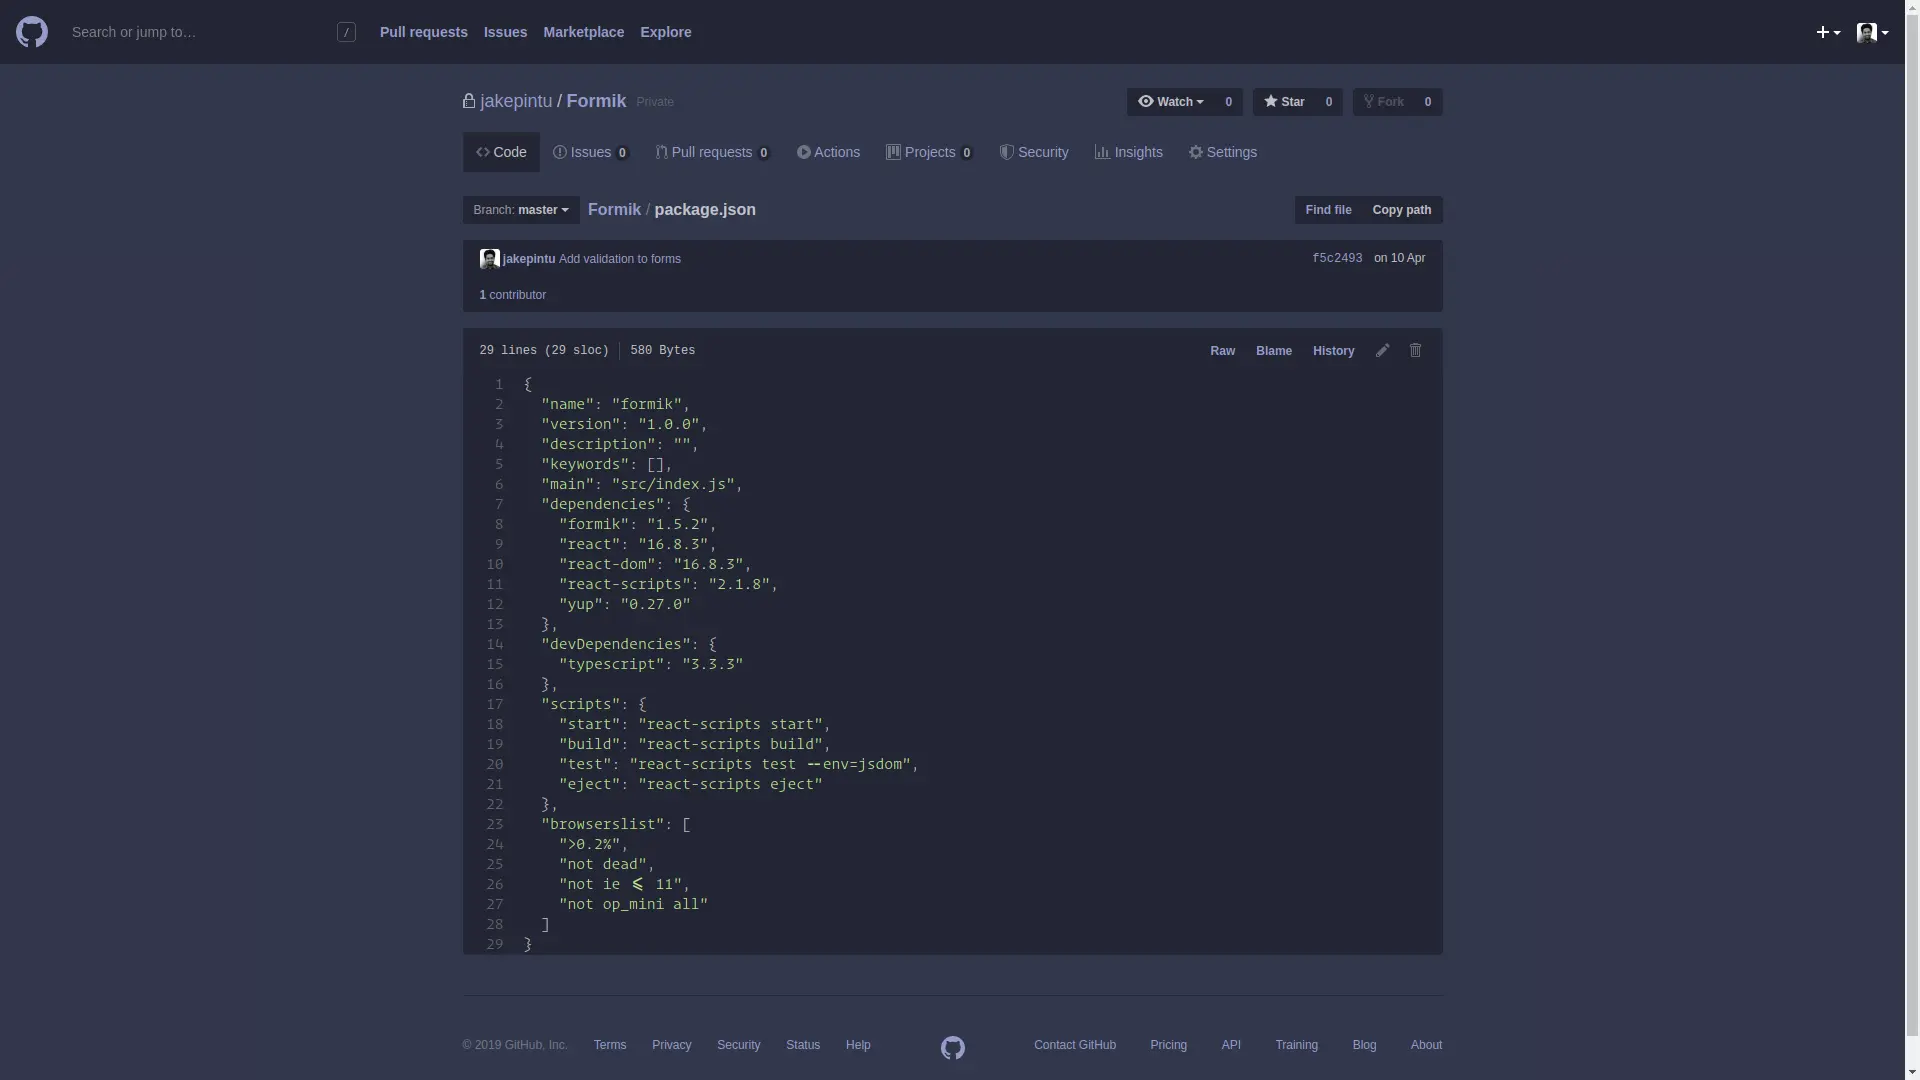 Search or jump to… / Pull requests Issues Marketplace Explore
jakepintu / Formik Private Watch 0 Star 0 Fork 0
Code Issues 0 Pull requests 0 Actions Projects 0 Security Insights Settings
Branch: master Formik / package.json Find file Copy path
jakepintu Add validation to forms f5c2493 on 10 Apr
1 contributor
29 lines (29 sloc) 580 Bytes Raw Blame History
1 {
2 "name": "formik",
3 "version": "1.0.0",
4 "description": "",
5 "keywords": [],
6 "main": "src/index.js",
7 "dependencies": {
8 "formik": "1.5.2",
9 "react": "16.8.3",
10 "react-dom": "16.8.3",
11 "react-scripts": "2.1.8",
12 "yup": "0.27.0"
13 },
14 "devDependencies": {
15 "typescript": "3.3.3"
16 },
17 "scripts": {
18 "start": "react-scripts start",
19 "build": "react-scripts build",
20 "test": "react-scripts test --env=jsdom",
21 "eject": "react-scripts eject"
22 },
23 "browserslist": [
24 ">0.2%",
25 "not dead",
26 "not ie ⩽ 11",
27 "not op_mini all"
28 ]
29 }
© 2019 GitHub, Inc. Terms Privacy Security Status Help Contact GitHub Pricing API Training Blog About